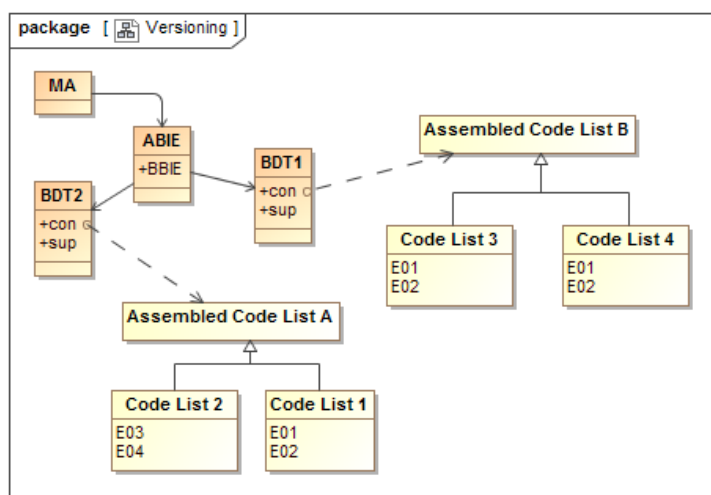 package [ Versioning ]
MA
ABIE
+BBIE
BDT1
+con
+sup
BDT2
+con
+sup
Assembled Code List B
Code List 3
E01
E02
Code List 4
E01
E02
Assembled Code List A
Code List 2
E03
E04
Code List 1
E01
E02